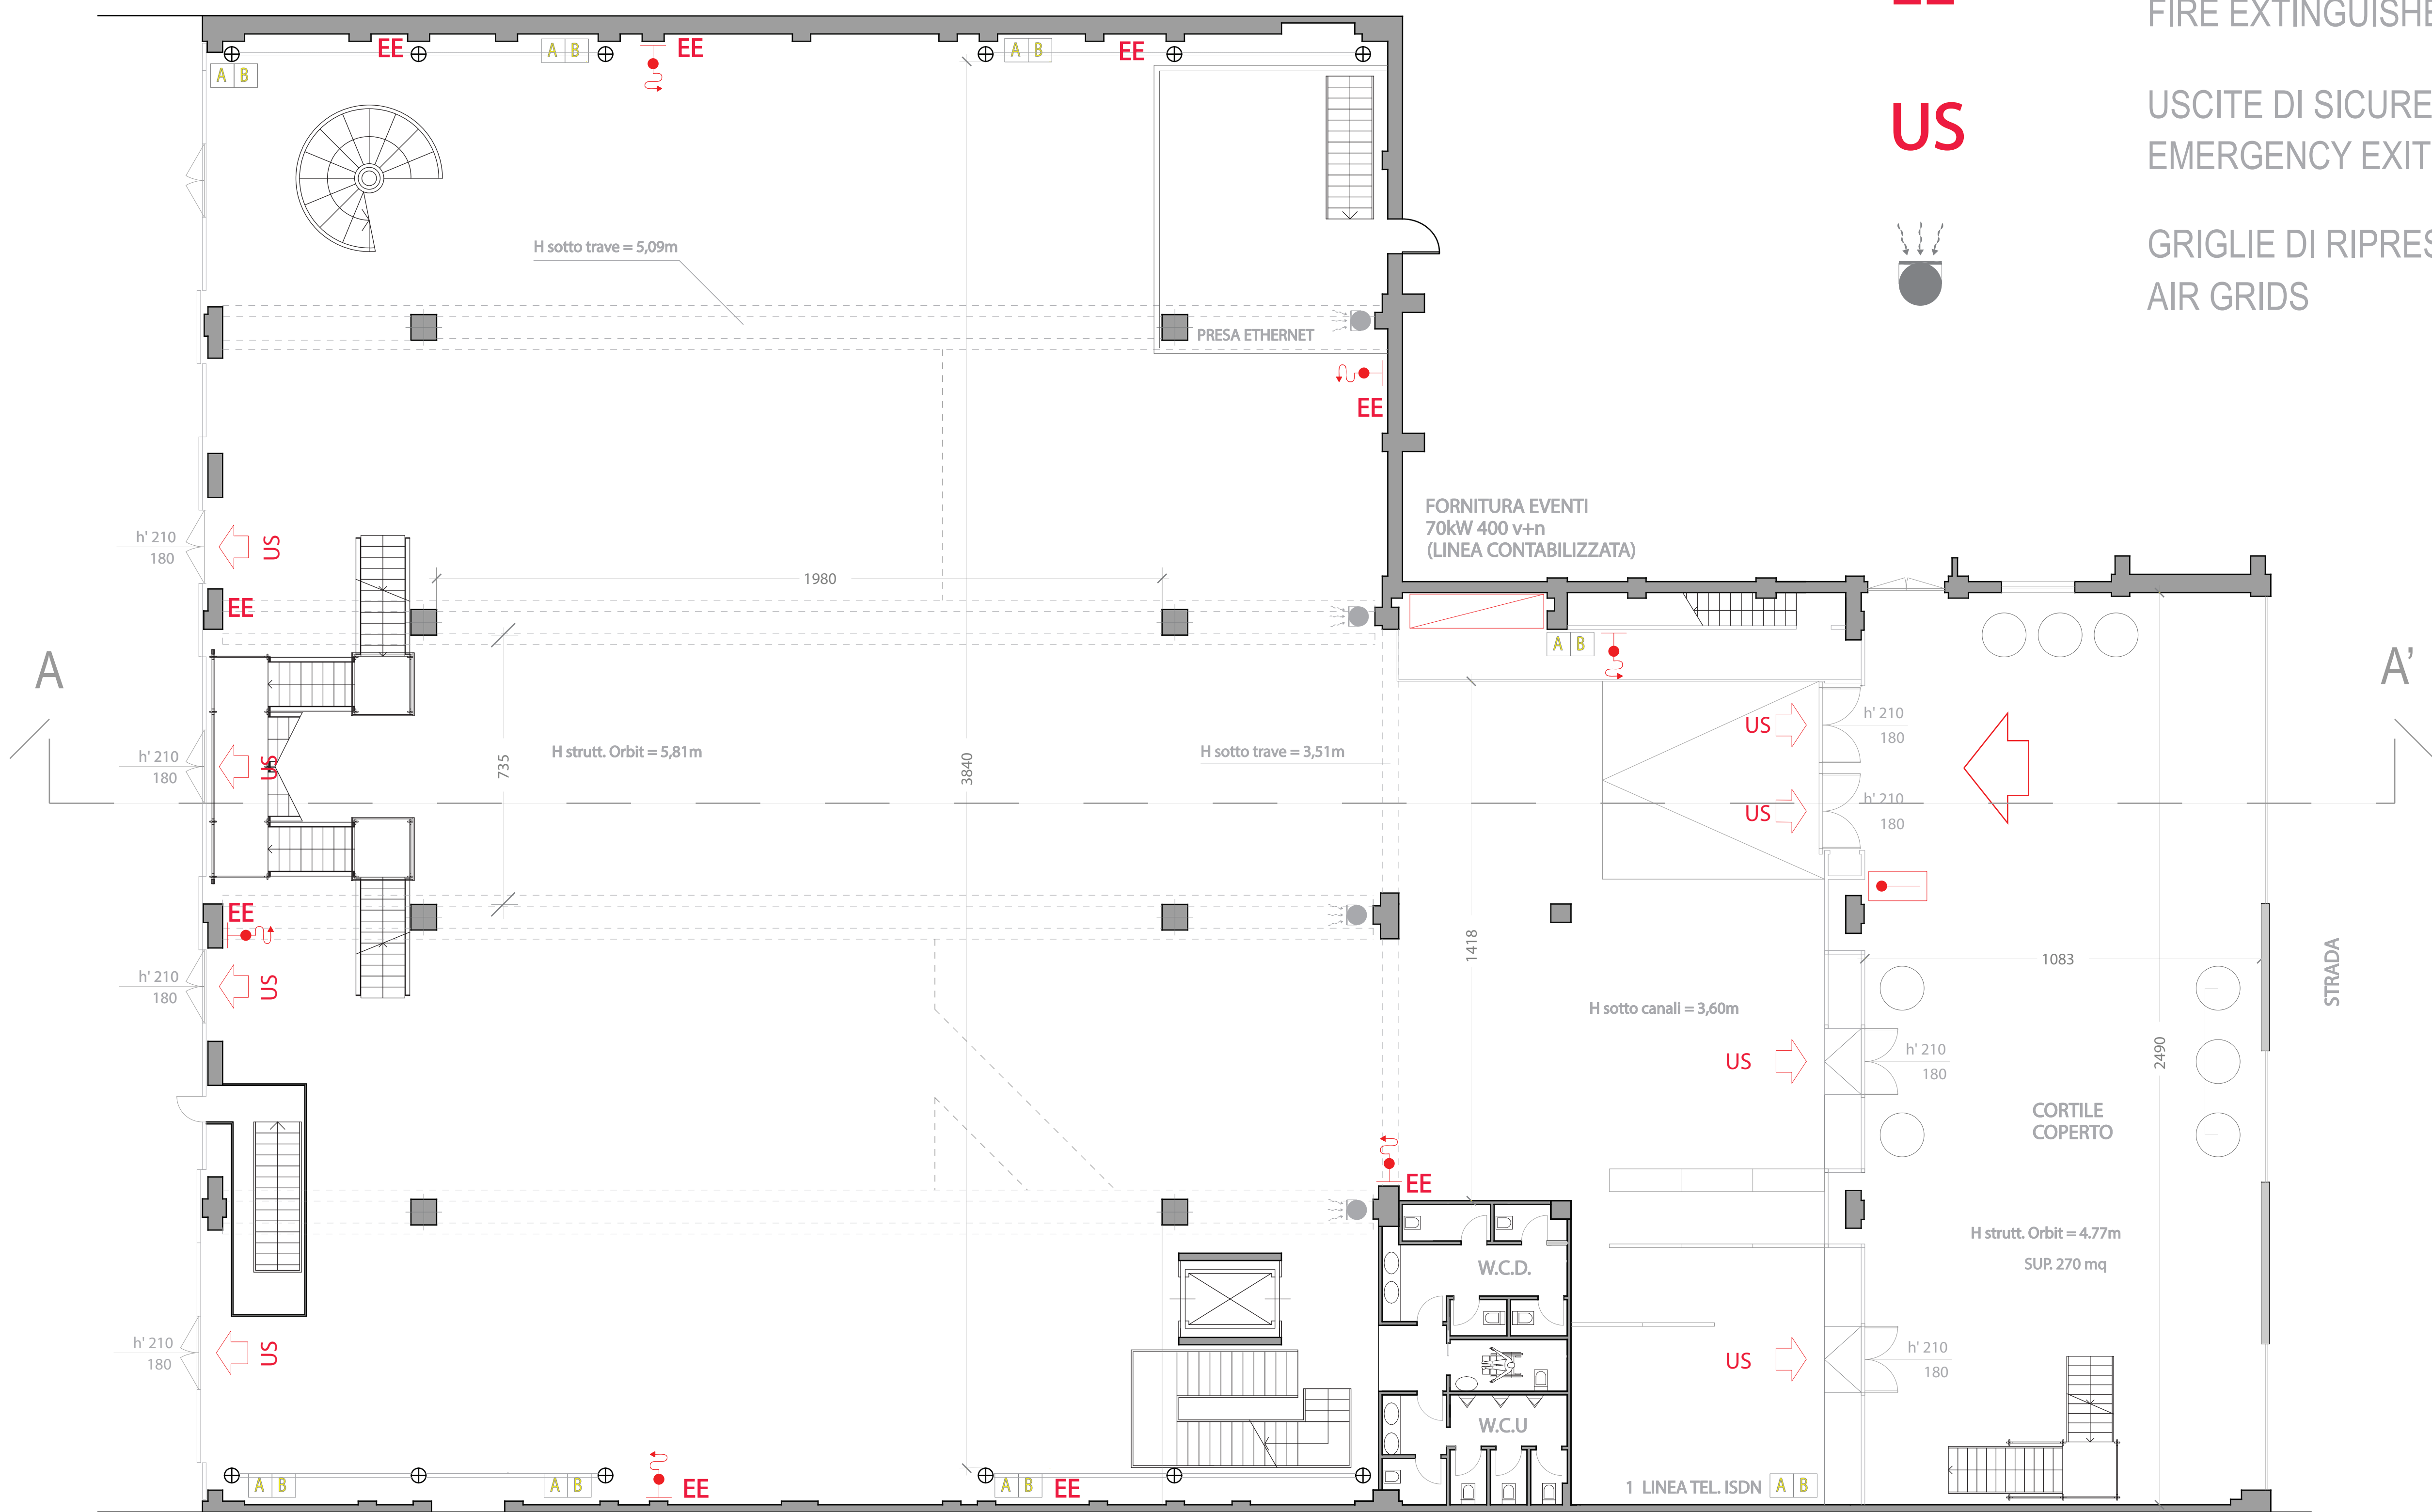 FIRE EXTINGUISHE
EE
EE
EE
A B
A B
A B
US
USCITE DI SICURE
EMERGENCY EXIT
GRIGLIE DI RIPRES
AIR GRIDS
H sotto trave = 5,09m
PRESA ETHERNET
EE
FORNITURA EVENTI
70kW 400 v+n
(LINEA CONTABILIZZATA)
h' 210
180
US
1980
EE
A B
A
A'
h' 210
180
US
735
H strutt. Orbit = 5,81m
3840
H sotto trave = 3,51m
US
h' 210
180
US
h' 210
180
EE
1418
1083
STRADA
h' 210
180
US
H sotto canali = 3,60m
US
h' 210
180
2490
CORTILE
COPERTO
EE
H strutt. Orbit = 4.77m
SUP. 270 mq
W.C.D.
h' 210
180
US
US
h' 210
180
W.C.U
A B
A B
EE
A B
EE
1 LINEA TEL. ISDN
A B